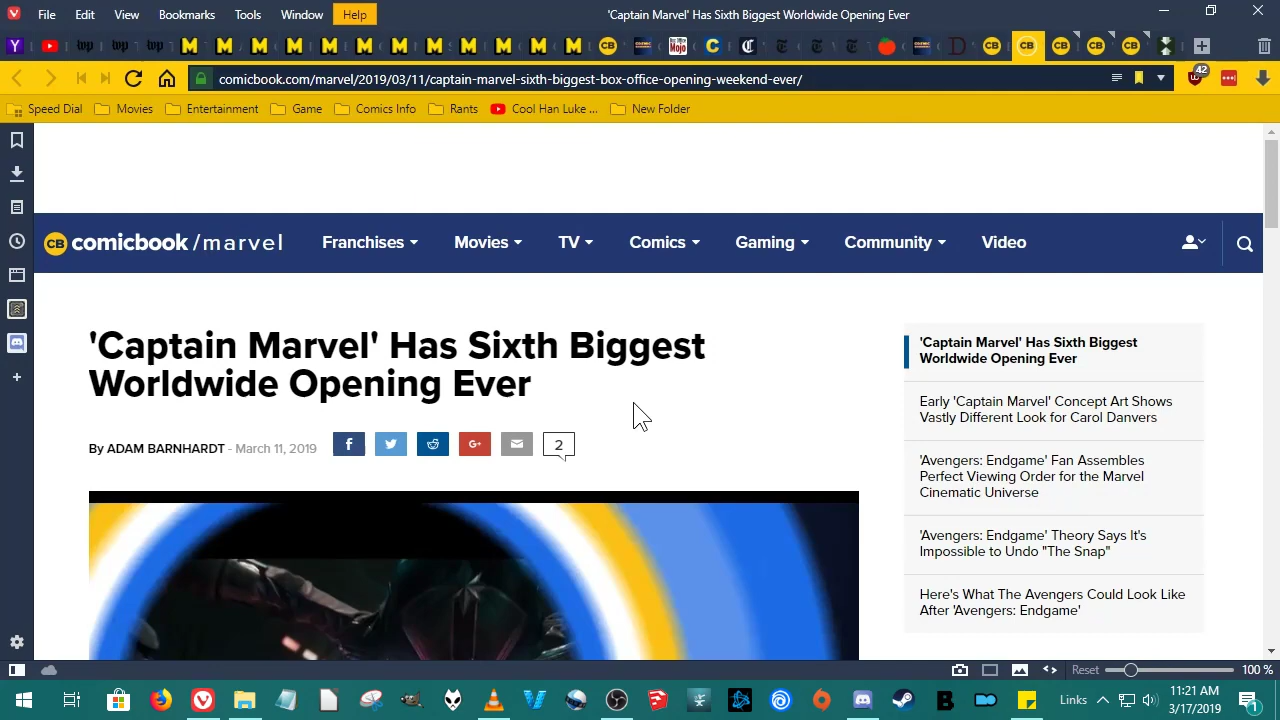 File Edit View Bookmarks Tools Window Help
'Captain Marvel' Has Sixth Biggest Worldwide Opening Ever
comicbook.com/marvel/2019/03/11/captain-marvel-sixth-biggest-box-office-opening-weekend-ever/
42
Speed Dial Movies Entertainment Game Comics Info Rants Cool Han Luke ... New Folder
CB comicbook /marvel Franchises Movies TV Comics Gaming Community Video
'Captain Marvel' Has Sixth Biggest
Worldwide Opening Ever
By ADAM BARNHARDT - March 11, 2019
2
'Captain Marvel' Has Sixth Biggest
Worldwide Opening Ever
Early 'Captain Marvel' Concept Art Shows
Vastly Different Look for Carol Danvers
'Avengers: Endgame' Fan Assembles
Perfect Viewing Order for the Marvel
Cinematic Universe
'Avengers: Endgame' Theory Says It's
Impossible to Undo "The Snap"
Here's What The Avengers Could Look Like
After 'Avengers: Endgame'
Reset 100 %
Links
11:21 AM
3/17/2019
1